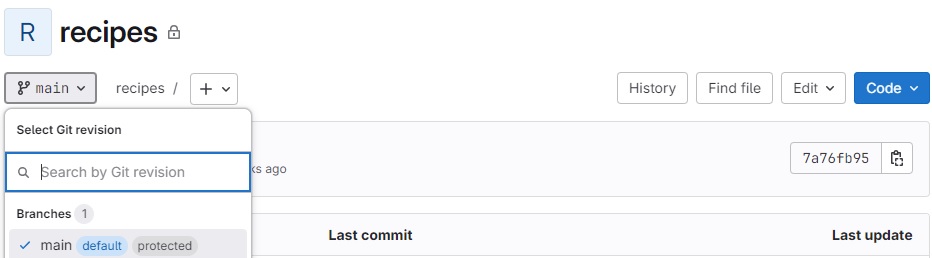 R recipes
main recipes / + History Find file Edit Code
Select Git revision
Search by Git revision
ks ago
7a76fb95
Branches 1
main default protected
Last commit Last update